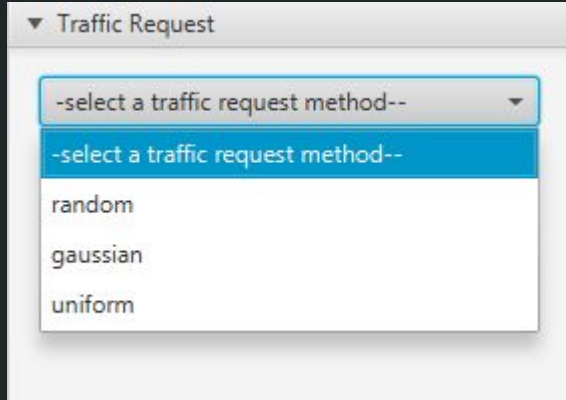 Traffic Request
-select a traffic request method--
-select a traffic request method--
random
gaussian
uniform